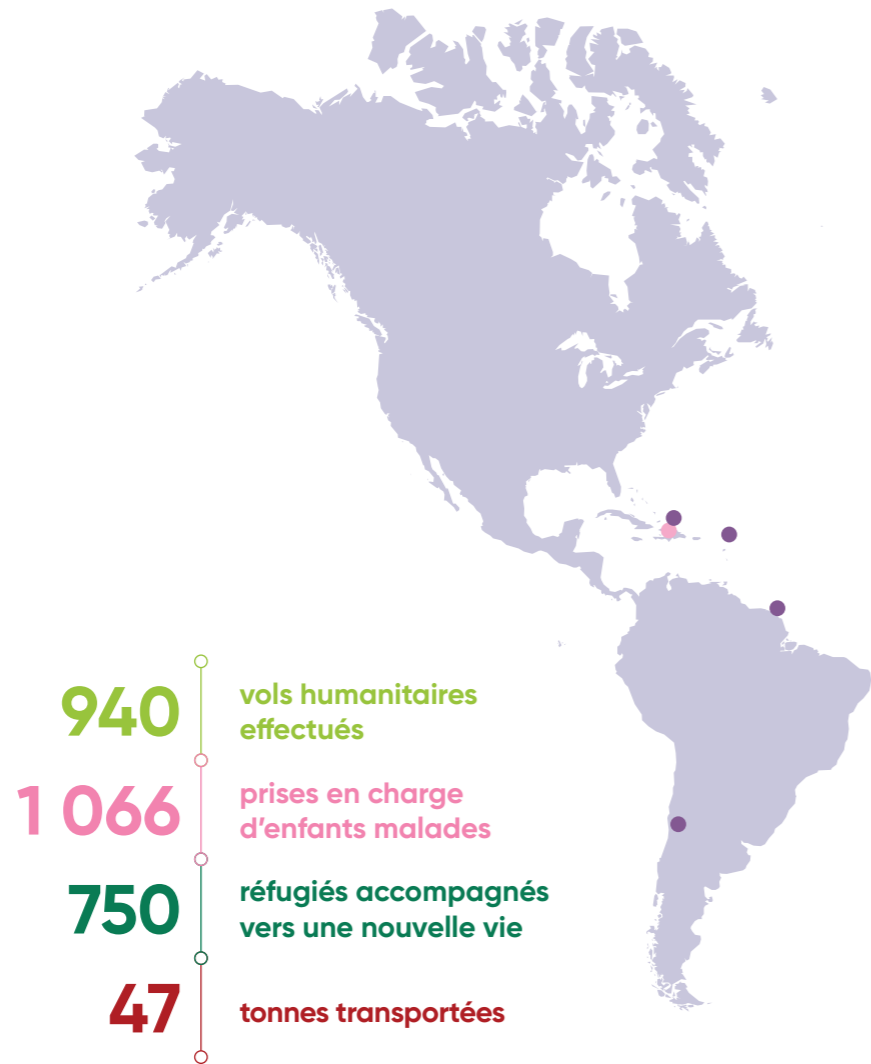 940
vols humanitaires
effectués
1 066
prises en charge
d’enfants malades
750
réfugiés accompagnés
vers une nouvelle vie
47
tonnes transportées